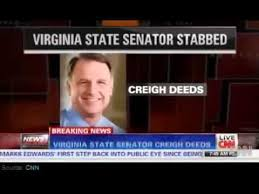 VIRGINIA STATE SENATOR STABBED
CREIGH DEEDS
BREAKING NEWS
NEWS
VIRGINIA STATE SENATOR CREIGH DEEDS
LIVE
CNN
MARKK EDWARDS' FIRST STEP BACK INTO PUBLIC EYE SINCE BEING
Source: CNN